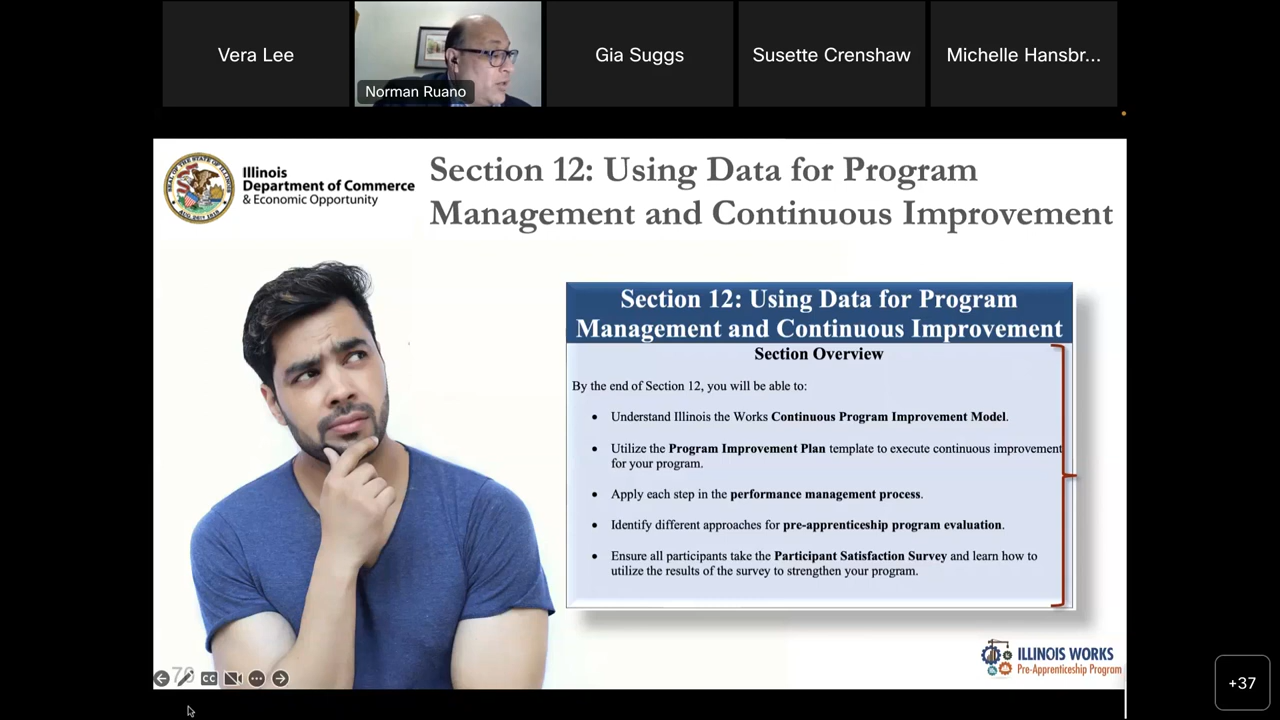 Vera Lee
Norman Ruano
Gia Suggs
Susette Crenshaw
Michelle Hansbr...
Illinois
Department of Commerce
& Economic Opportunity
Section 12: Using Data for Program
Management and Continuous Improvement
Section 12: Using Data for Program
Management and Continuous Improvement
Section Overview
By the end of Section 12, you will be able to:
• Understand Illinois the Works Continuous Program Improvement Model.
• Utilize the Program Improvement Plan template to execute continuous improvement
for your program.
• Apply each step in the performance management process.
• Identify different approaches for pre-apprenticeship program evaluation.
• Ensure all participants take the Participant Satisfaction Survey and learn how to
utilize the results of the survey to strengthen your program.
ILLINOIS WORKS
Pre-Apprenticeship Program
CC
+37